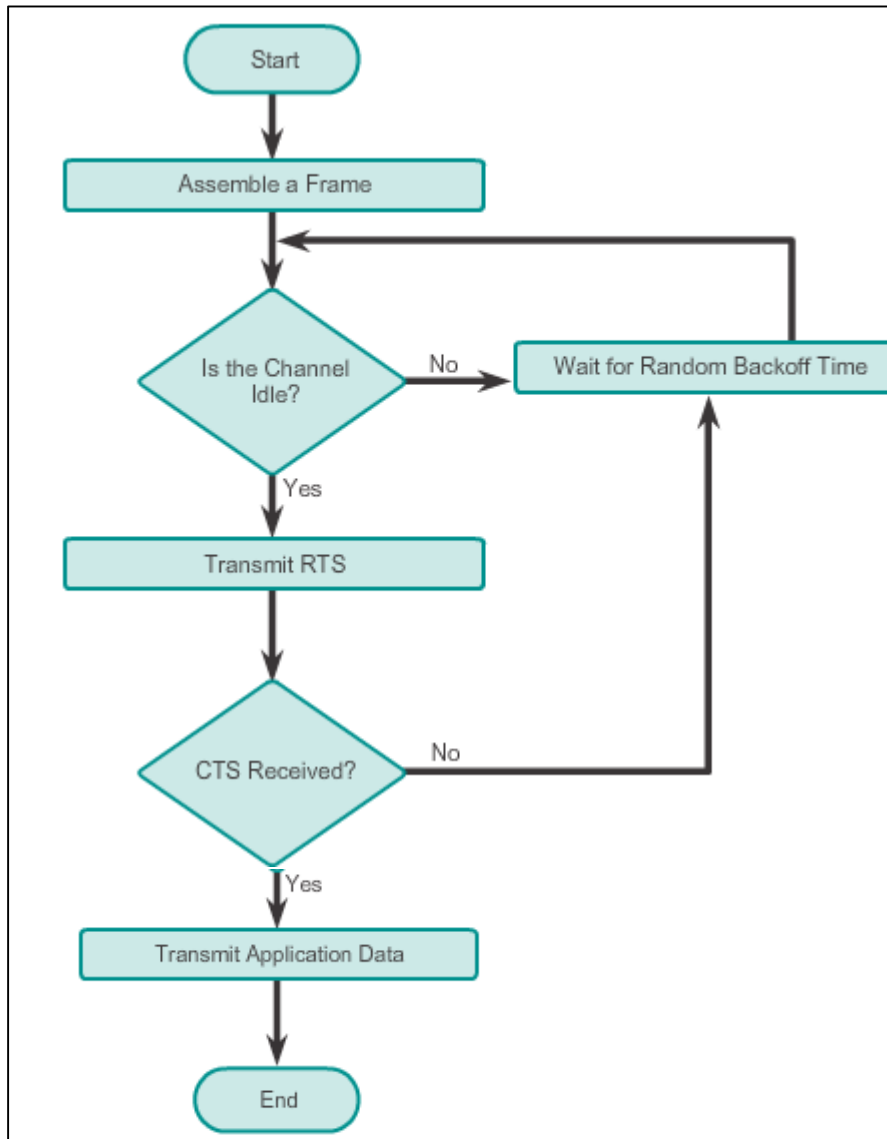 Start
Assemble a Frame
Is the Channel
Idle?
No
Wait for Random Backoff Time
Yes
Transmit RTS
CTS Received?
No
Yes
Transmit Application Data
End